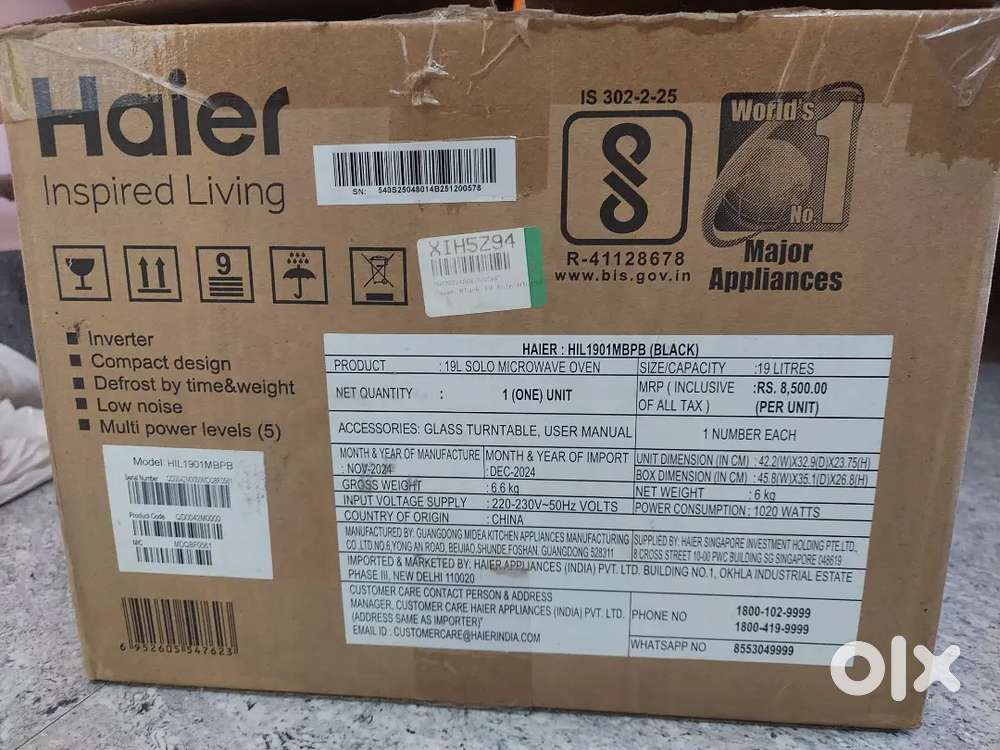 Haier
Inspired Living
SN: 540S25048014B251200578
XIH5Z94
IS 302-2-25
R-41128678
www.bis.gov.in
World's
No. 1
Major
Appliances
9
Inverter
Compact design
Defrost by time&weight
Low noise
Multi power levels (5)
Model: HIL1901MBPB
Serial Number
Product Code QD0042M0000
M/C MOQBF0561
6 952605 547623
HAIER : HIL1901MBPB (BLACK)
PRODUCT : 19L SOLO MICROWAVE OVEN SIZE/CAPACITY :19 LITRES
NET QUANTITY : 1 (ONE) UNIT MRP ( INCLUSIVE OF ALL TAX ) :RS. 8,500.00 (PER UNIT)
ACCESSORIES: GLASS TURNTABLE, USER MANUAL 1 NUMBER EACH
MONTH & YEAR OF MANUFACTURE : NOV-2024 MONTH & YEAR OF IMPORT :DEC-2024
UNIT DIMENSION (IN CM) : 42.2(W)X32.9(D)X23.75(H)
BOX DIMENSION (IN CM) : 45.8(W)X35.1(D)X26.8(H)
GROSS WEIGHT : 6.6 kg NET WEIGHT : 6 kg
INPUT VOLTAGE SUPPLY : 220-230V~50Hz VOLTS POWER CONSUMPTION : 1020 WATTS
COUNTRY OF ORIGIN : CHINA
MANUFACTURED BY: GUANGDONG MIDEA KITCHEN APPLIANCES MANUFACTURING
CO.,LTD NO.6,YONG AN ROAD, BEIJIAO,SHUNDE FOSHAN, GUANGDONG 528311
SUPPLIED BY: HAIER SINGAPORE INVESTMENT HOLDING PTE.,LTD.,
8 CROSS STREET 10-00 PWC BUILDING SG SINGAPORE 048619
IMPORTED & MARKETED BY: HAIER APPLIANCES (INDIA) PVT. LTD. BUILDING NO.1, OKHLA INDUSTRIAL ESTATE
PHASE III, NEW DELHI 110020
CUSTOMER CARE CONTACT PERSON & ADDRESS
MANAGER, CUSTOMER CARE HAIER APPLIANCES (INDIA) PVT. LTD.
(ADDRESS SAME AS IMPORTER)"
EMAIL ID : CUSTOMERCARE@HAIERINDIA.COM
PHONE NO 1800-102-9999
1800-419-9999
WHATSAPP NO 8553049999
olx